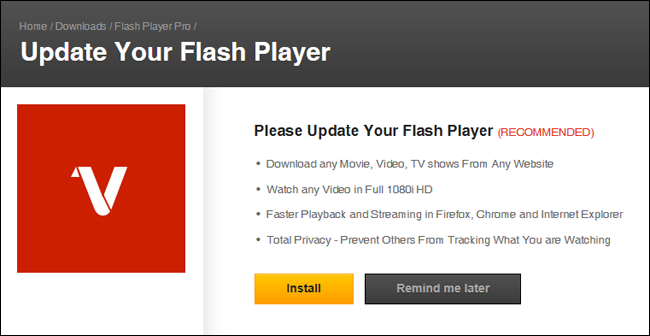 Home / Downloads / Flash Player Pro /
Update Your Flash Player
Please Update Your Flash Player (RECOMMENDED)
• Download any Movie, Video, TV shows From Any Website
• Watch any Video in Full 1080i HD
• Faster Playback and Streaming in Firefox, Chrome and Internet Explorer
• Total Privacy - Prevent Others From Tracking What You are Watching
Install
Remind me later